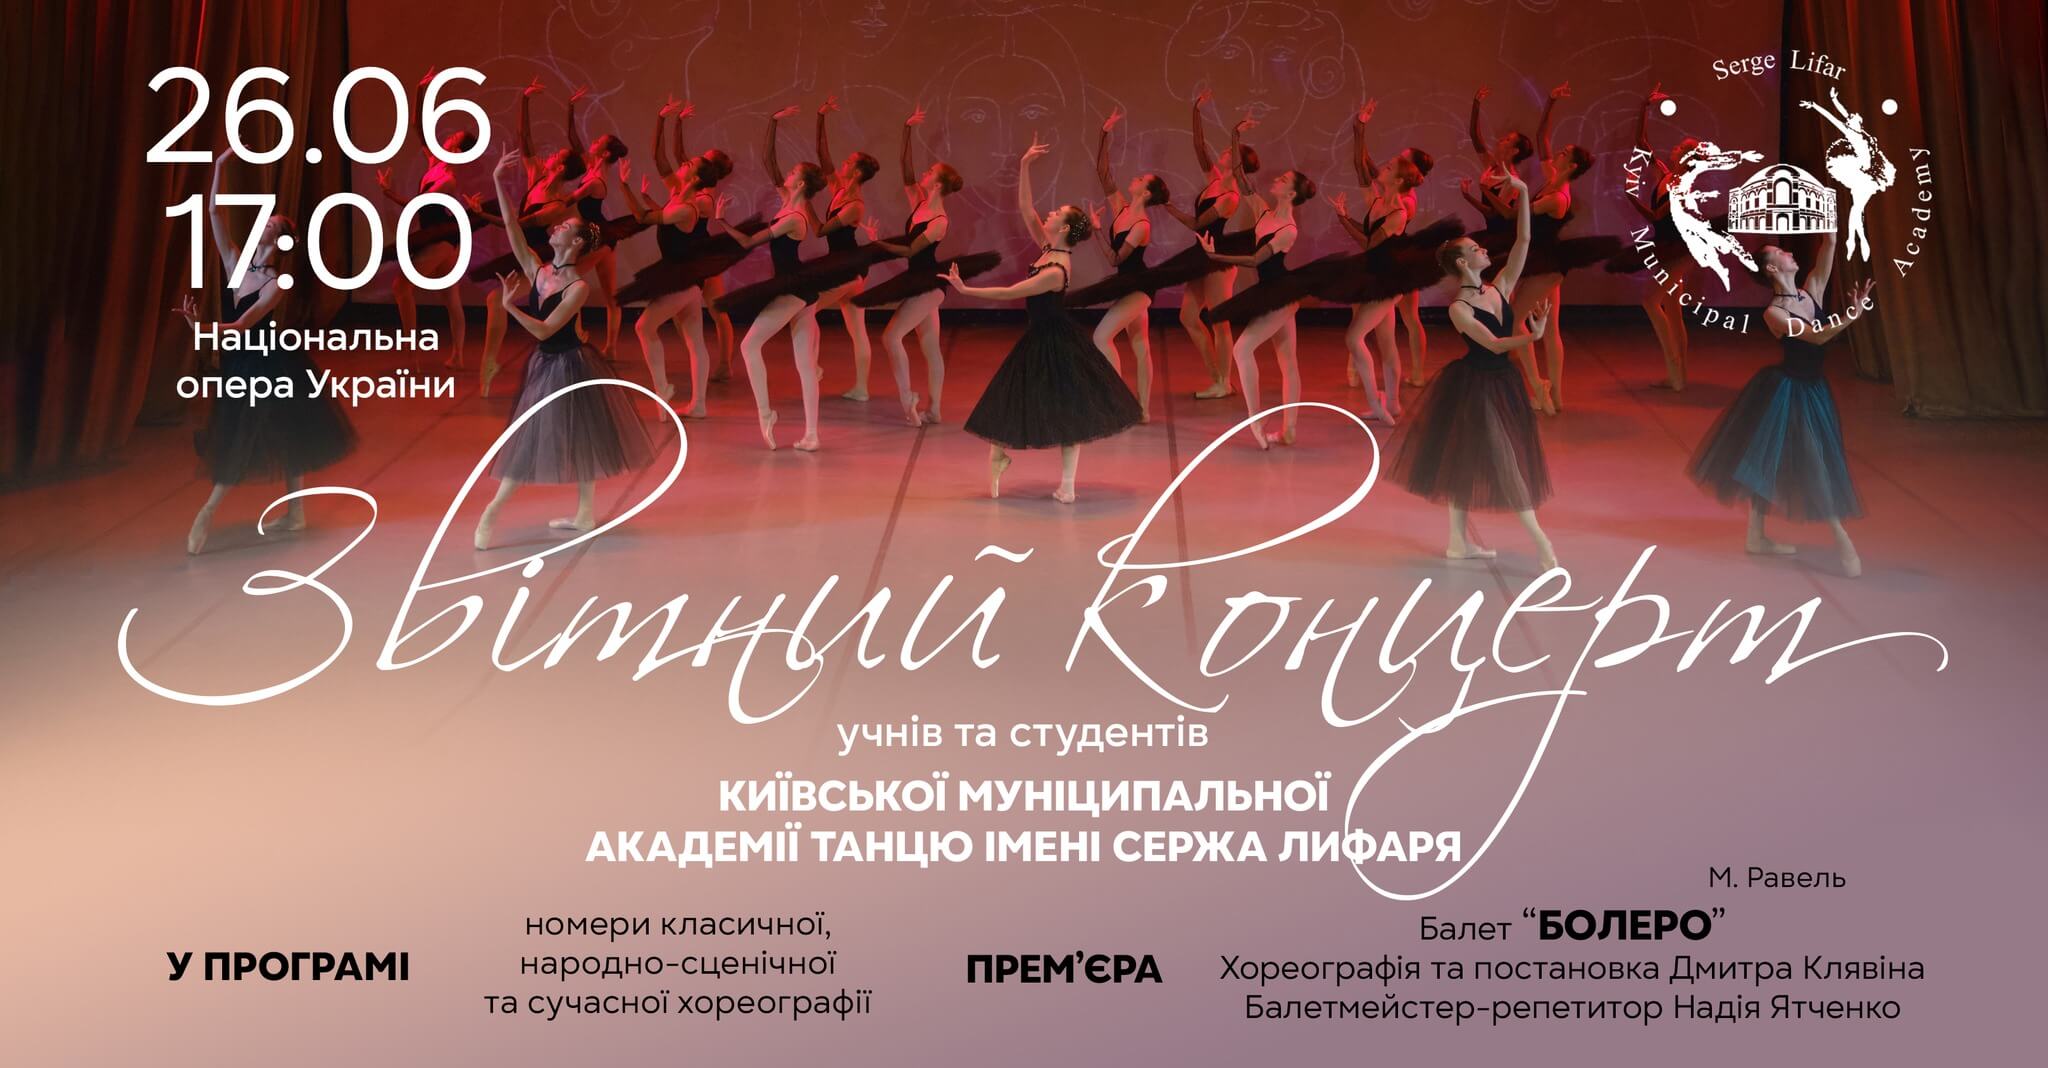 26.06
17:00
Національна
опера України
Serge Lifar
Kyiv Municipal Dance Academy
Звітний концерт
учнів та студентів
КИЇВСЬКОЇ МУНІЦИПАЛЬНОЇ
АКАДЕМІЇ ТАНЦЮ ІМЕНІ СЕРЖА ЛИФАРЯ
У ПРОГРАМІ
номери класичної,
народно-сценічної
та сучасної хореографії
ПРЕМ’ЄРА
М. Равель
Балет “БОЛЕРО”
Хореографія та постановка Дмитра Клявіна
Балетмейстер-репетитор Надія Ятченко